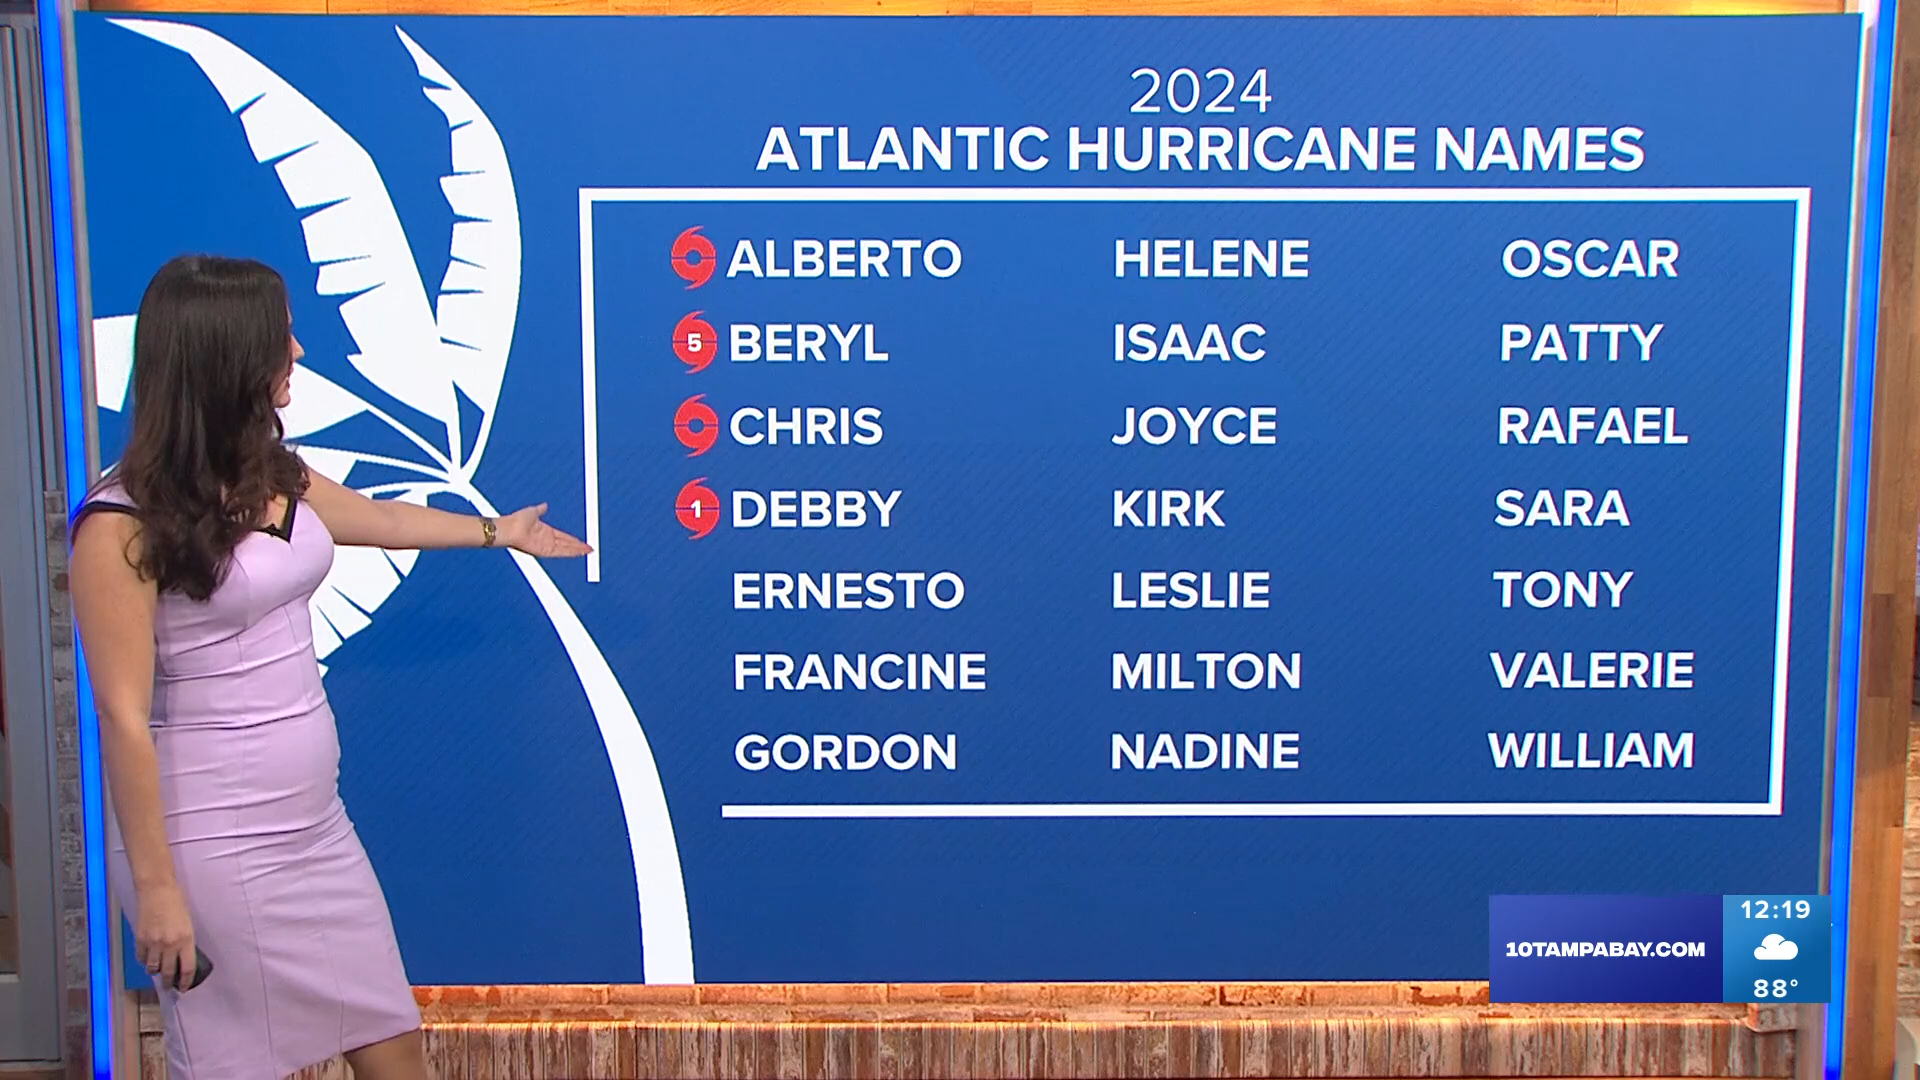 2024
ATLANTIC HURRICANE NAMES
ALBERTO HELENE OSCAR
5 BERYL ISAAC PATTY
CHRIS JOYCE RAFAEL
1 DEBBY KIRK SARA
ERNESTO LESLIE TONY
FRANCINE MILTON VALERIE
GORDON NADINE WILLIAM
12:19
10TAMPABAY.COM
88°